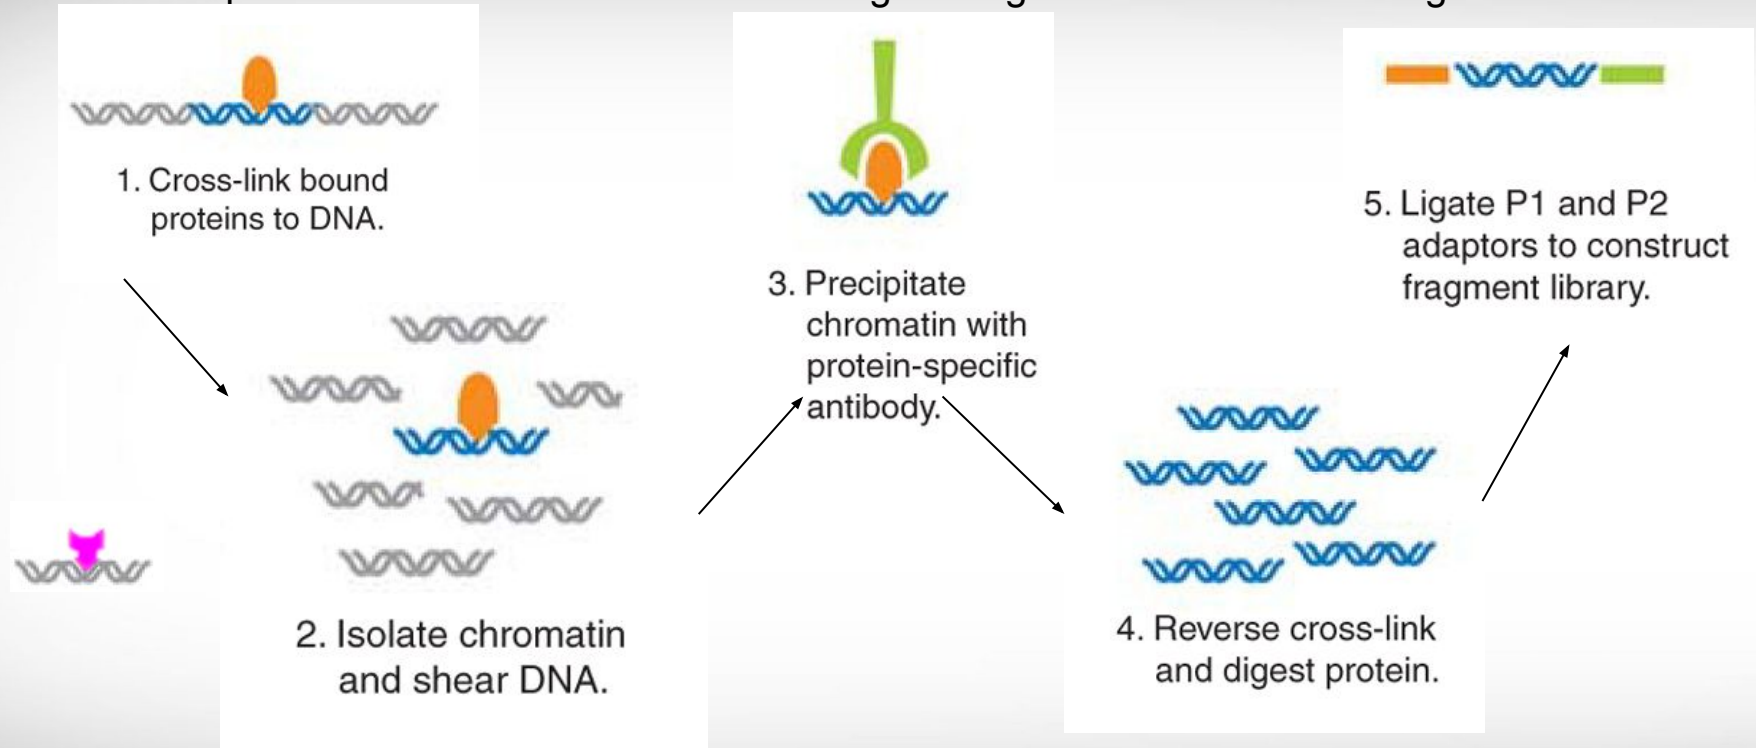 1. Cross-link bound
proteins to DNA.
2. Isolate chromatin
and shear DNA.
3. Precipitate
chromatin with
protein-specific
antibody.
4. Reverse cross-link
and digest protein.
5. Ligate P1 and P2
adaptors to construct
fragment library.